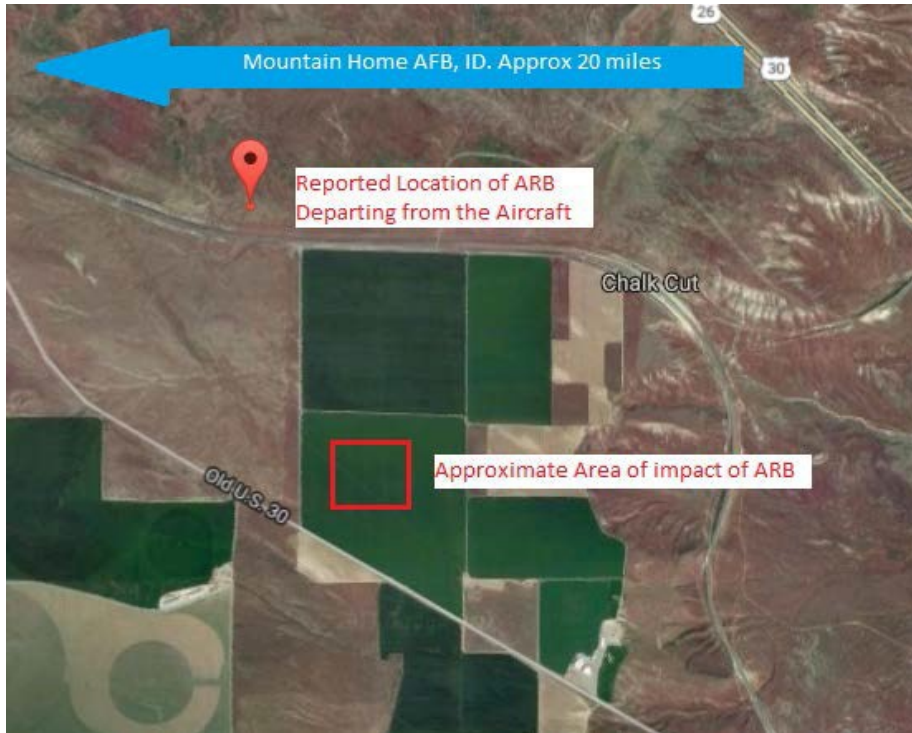 26
Mountain Home AFB, ID. Approx 20 miles
30
Reported Location of ARB
Departing from the Aircraft
Chalk Cut
Approximate Area of impact of ARB
Old U.S. 30